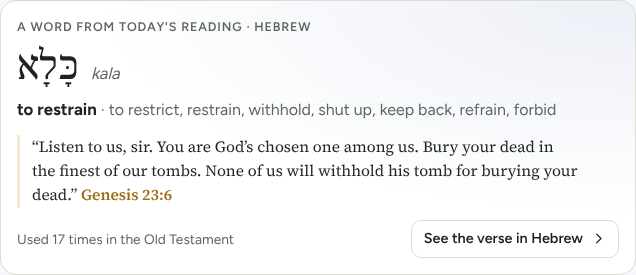 A WORD FROM TODAY'S READING · HEBREW
כָּלָא kala
to restrain · to restrict, restrain, withhold, shut up, keep back, refrain, forbid
“Listen to us, sir. You are God’s chosen one among us. Bury your dead in
the finest of our tombs. None of us will withhold his tomb for burying your
dead.” Genesis 23:6
Used 17 times in the Old Testament
See the verse in Hebrew